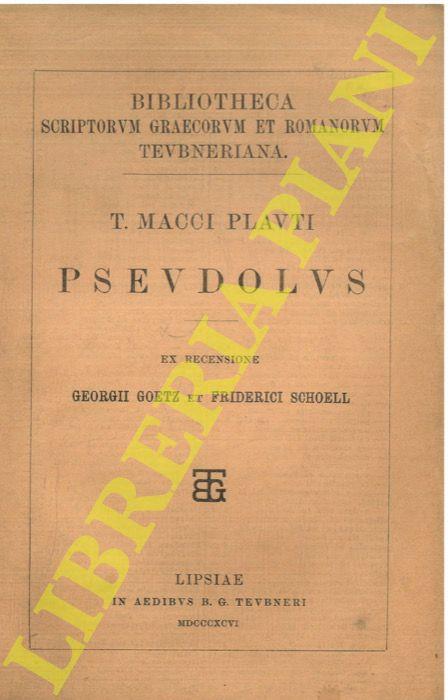 BIBLIOTHECA
SCRIPTORVM GRAECORVM ET ROMANORVM
TEVBNERIANA.
T. MACCI PLAVTI
PSEVDOLVS
EX RECENSIONE
GEORGII GOETZ ET FRIDERICI SCHOELL
BTG
LIPSIAE
IN AEDIBVS B. G. TEVBNERI
MDCCCXCVI
LIBRERIA PIANI